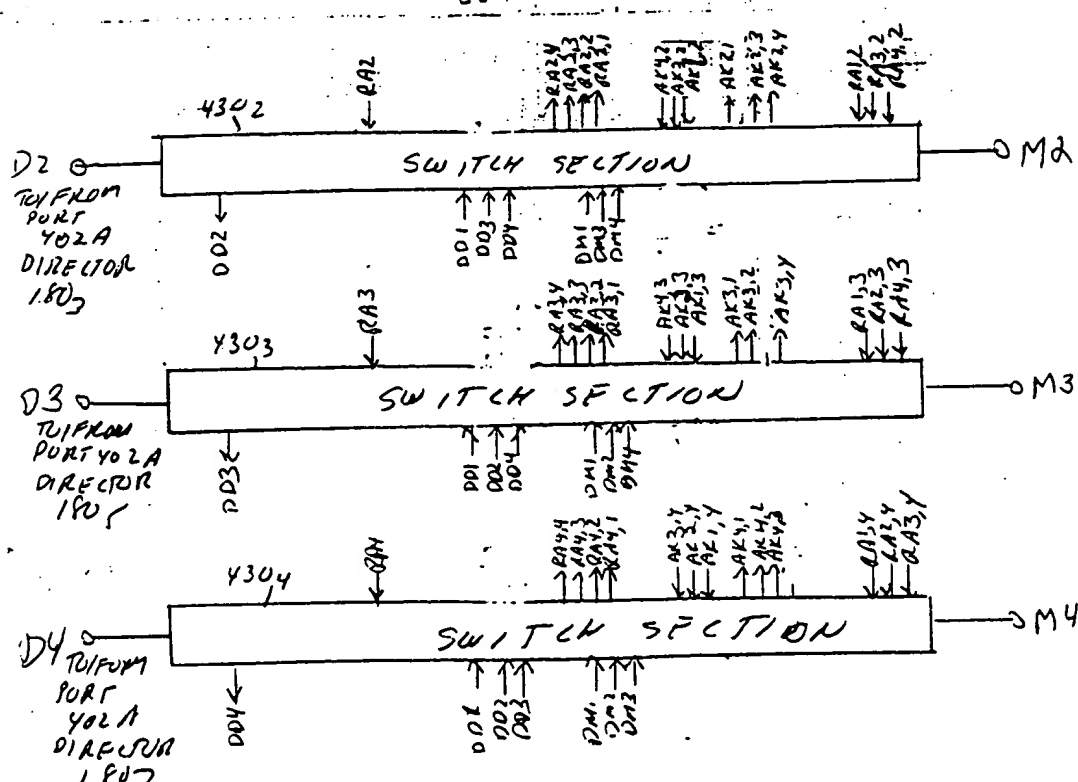 430₂
RA2
RA2,4
RA2,3
RA2,2
RA2,1
AK4,2
AK3,2
AK1,2
AK2,1
AK2,3
AK2,4
RA1,2
RA3,2
RA4,2
D2
SWITCH SECTION
M2
TO/FROM
PORT
402A
DIRECTOR
180₃
DD2
DD1
DD3
DD4
DM1
DM3
DM4
430₃
RA3
RA3,4
RA3,3
RA3,2
RA3,1
AK4,3
AK1,3
AK3,1
AK3,2
AK3,4
RA1,3
RA2,3
RA4,3
D3
SWITCH SECTION
M3
TO/FROM
PORT 402A
DIRECTOR
180₅
DD3
DD1
DD2
DD4
DM1
DM2
DM4
430₄
RA4
RA4,4
RA4,3
RA4,2
RA4,1
AK3,4
AK2,4
AK1,4
AK4,1
AK4,2
AK4,3
RA1,4
RA2,4
RA3,4
D4
SWITCH SECTION
M4
PORT
402A
DIRECTOR
180₇
DD4
DD1
DD2
DD3
DM1
DM2
DM3